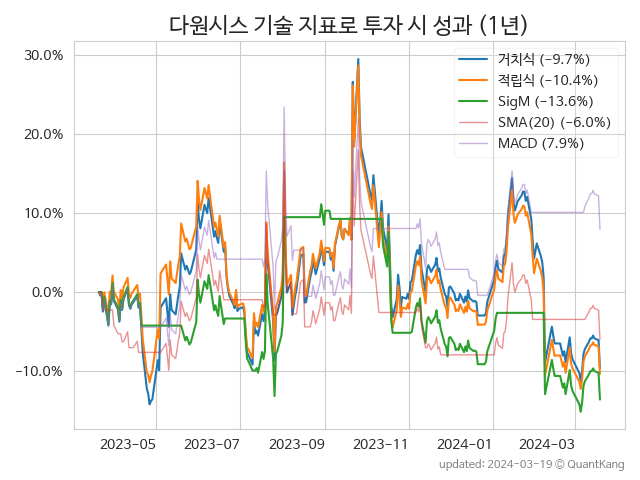 다원시스 기술 지표로 투자 시 성과 (1년)
30.0%
20.0%
10.0%
0.0%
−10.0%
거치식 (−9.7%)
적립식 (−10.4%)
SigM (−13.6%)
SMA(20) (−6.0%)
MACD (7.9%)
2023−05
2023−07
2023−09
2023−11
2024−01
2024−03
updated: 2024−03−19 ⓒ QuantKang